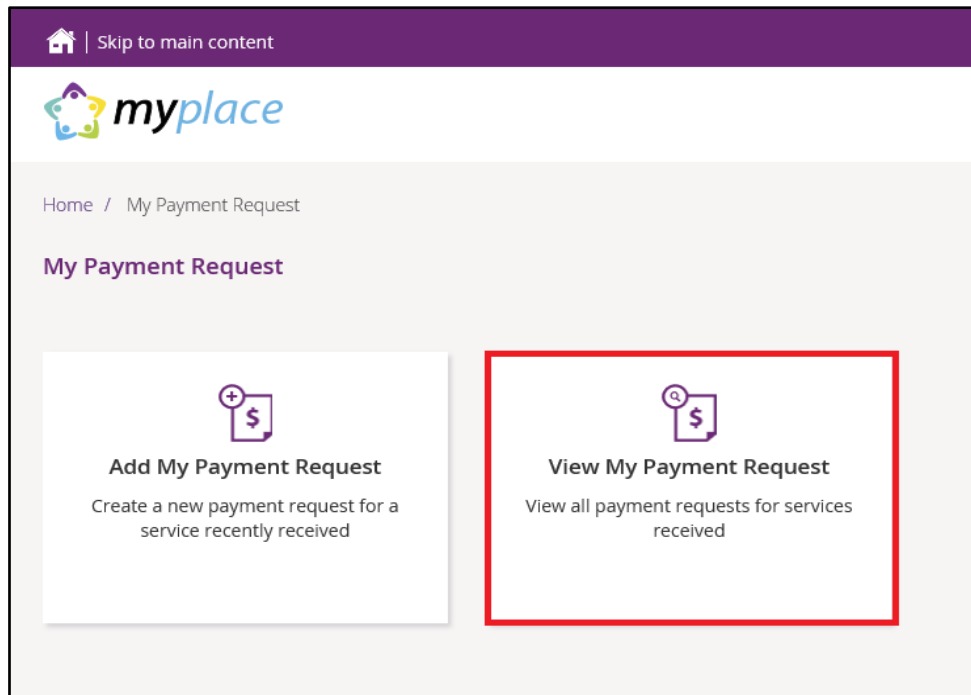 Skip to main content
myplace
Home / My Payment Request
My Payment Request
$
Add My Payment Request
Create a new payment request for a
service recently received
$
View My Payment Request
View all payment requests for services
received